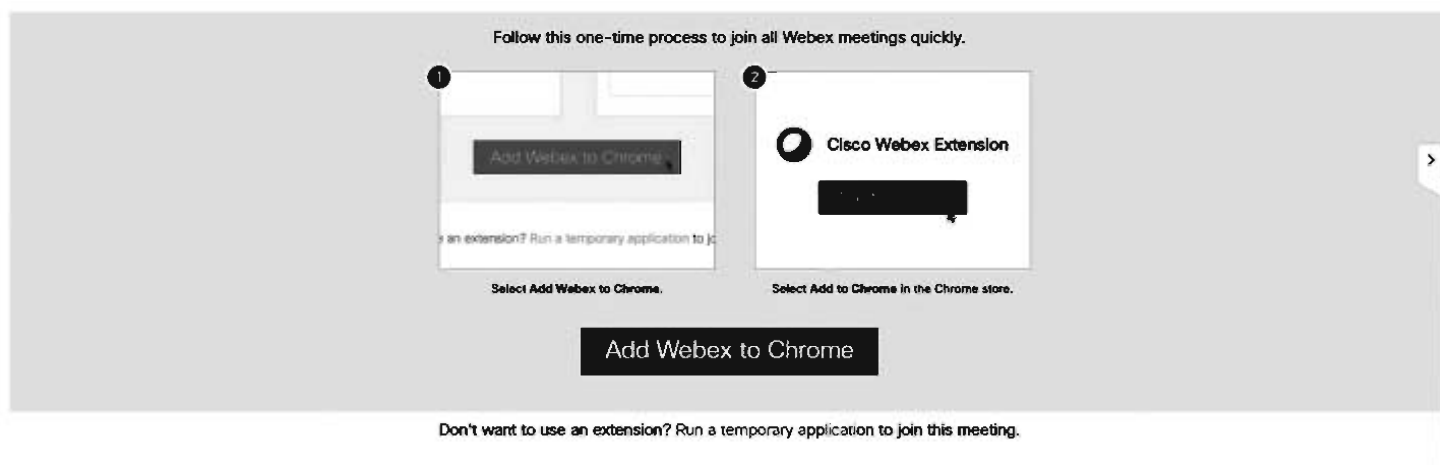 Follow this one-time process to join all Webex meetings quickly.
1
Add Webex to Chrome
an extension? Run a temporary application to jo
Select Add Webex to Chrome.
2
Cisco Webex Extension
Select Add to Chrome in the Chrome store.
Add Webex to Chrome
Don't want to use an extension? Run a temporary application to join this meeting.